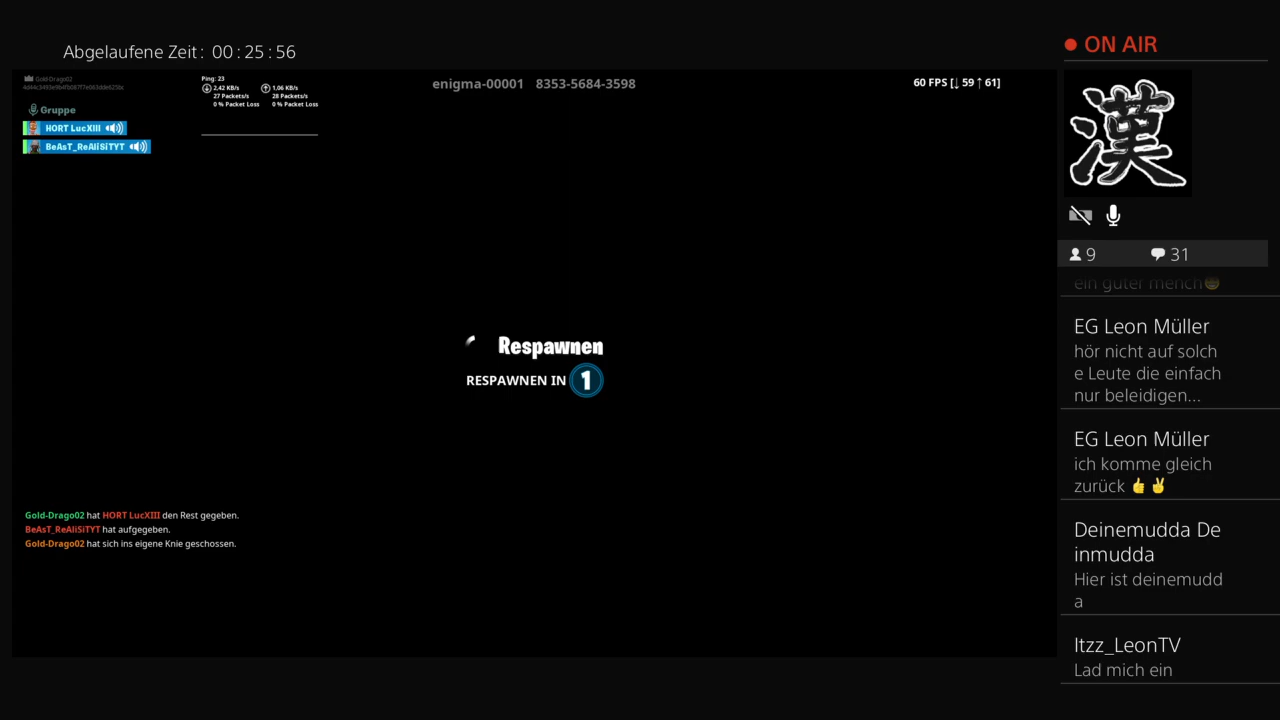 Abgelaufene Zeit: 00:25:56
ON AIR
Gold-Drago02
Ping: 23
2,42 KB/s
27 Packets/s
0 % Packet Loss
1,06 KB/s
28 Packets/s
0 % Packet Loss
enigma-00001 8353-5684-3598
60 FPS [↓ 59 ↑ 61]
Gruppe
HORT LucXIII
BeAsT_ReAliSiTYT
漢
9 31
Respawnen
RESPAWNEN IN 1
Gold-Drago02 hat HORT LucXIII den Rest gegeben.
BeAsT_ReAliSiTYT hat aufgegeben.
Gold-Drago02 hat sich ins eigene Knie geschossen.
ein guter mench
EG Leon Müller
hör nicht auf solch
e Leute die einfach
nur beleidigen...
EG Leon Müller
ich komme gleich
zurück 👍✌
Deinemudda De
inmudda
Hier ist deinemudd
a
Itzz_LeonTV
Lad mich ein